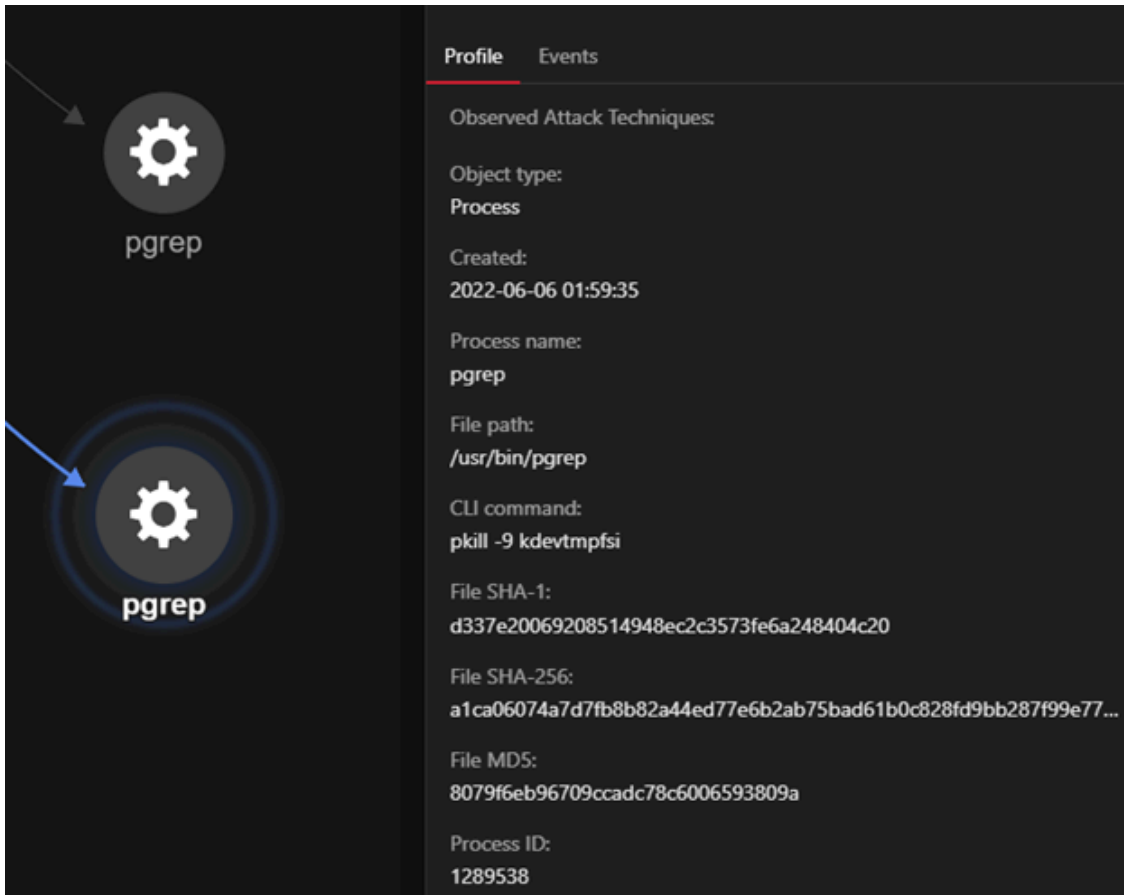 Profile Events
Observed Attack Techniques:
Object type:
Process
pgrep
Created:
2022-06-06 01:59:35
Process name:
pgrep
File path:
/usr/bin/pgrep
CLI command:
pkill -9 kdevtmpfsi
pgrep
File SHA-1:
d337e20069208514948ec2c3573fe6a248404c20
File SHA-256:
a1ca06074a7d7fb8b82a44ed77e6b2ab75bad61b0c828fd9bb287f99e77...
File MD5:
8079f6eb96709ccadc78c6006593809a
Process ID:
1289538